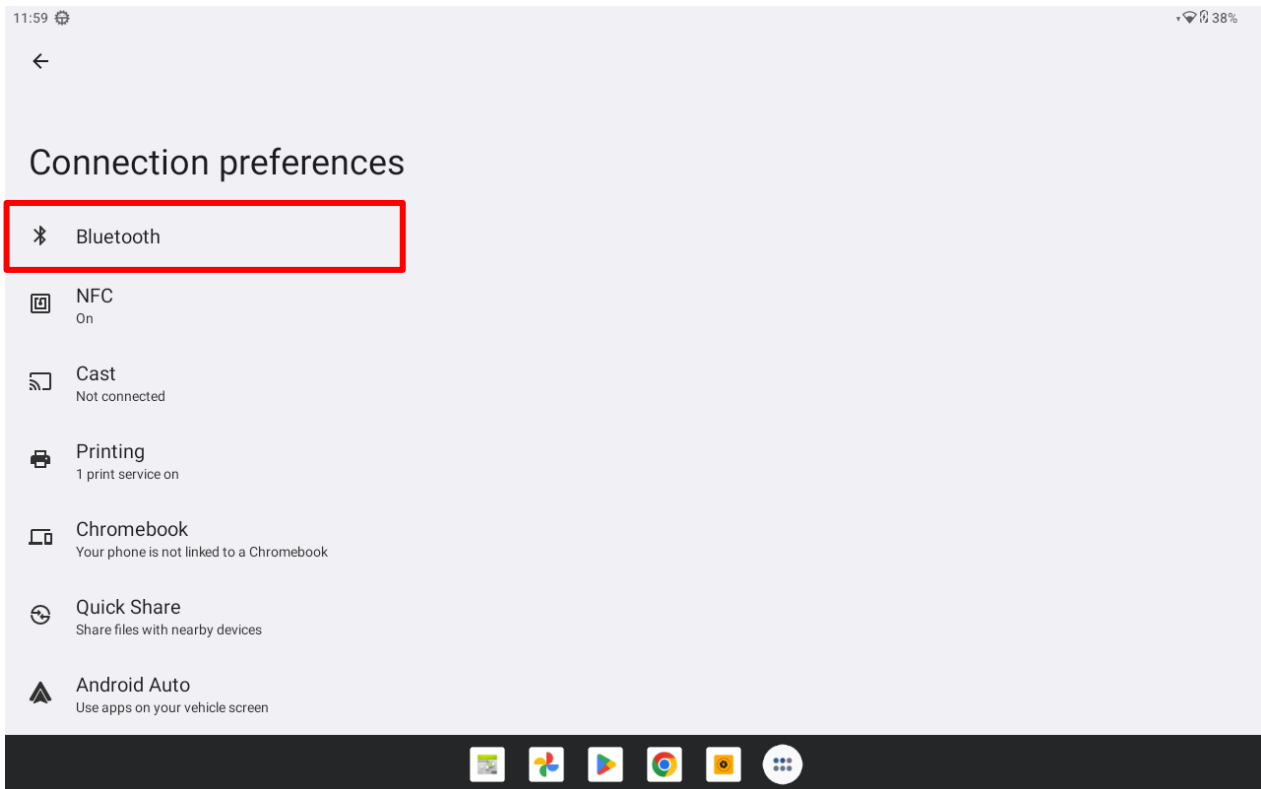 11:59
38%
Connection preferences
Bluetooth
NFC
On
Cast
Not connected
Printing
1 print service on
Chromebook
Your phone is not linked to a Chromebook
Quick Share
Share files with nearby devices
Android Auto
Use apps on your vehicle screen